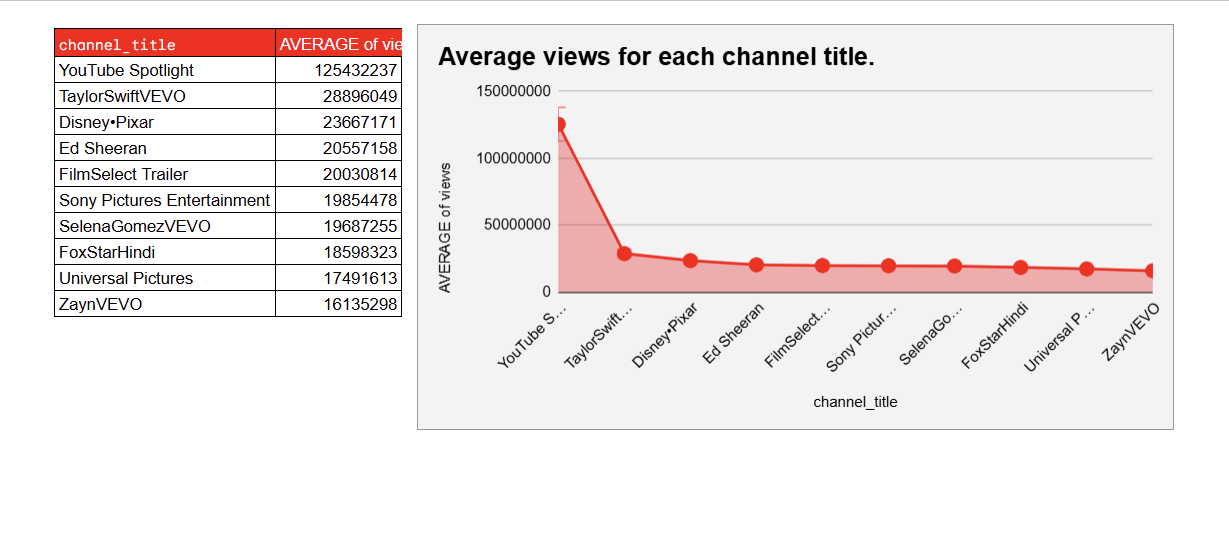 channel_title AVERAGE of vie
YouTube Spotlight 125432237
TaylorSwiftVEVO 28896049
Disney•Pixar 23667171
Ed Sheeran 20557158
FilmSelect Trailer 20030814
Sony Pictures Entertainment 19854478
SelenaGomezVEVO 19687255
FoxStarHindi 18598323
Universal Pictures 17491613
ZaynVEVO 16135298
Average views for each channel title.
AVERAGE of views
150000000
100000000
50000000
0
YouTube S…
TaylorSwift…
Disney•Pixar
Ed Sheeran
FilmSelect…
Sony Pictur…
SelenaGo…
FoxStarHindi
Universal P…
ZaynVEVO
channel_title